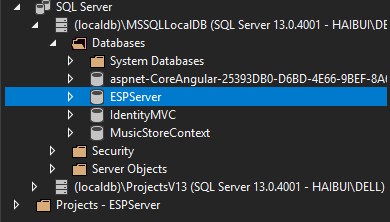 SQL Server
(localdb)\MSSQLLocalDB (SQL Server 13.0.4001 - HAIBUI\DE
Databases
System Databases
aspnet-CoreAngular-25393DB0-D6BD-4E66-9BEF-8A
ESPServer
IdentityMVC
MusicStoreContext
Security
Server Objects
(localdb)\ProjectsV13 (SQL Server 13.0.4001 - HAIBUI\DELL)
Projects - ESPServer